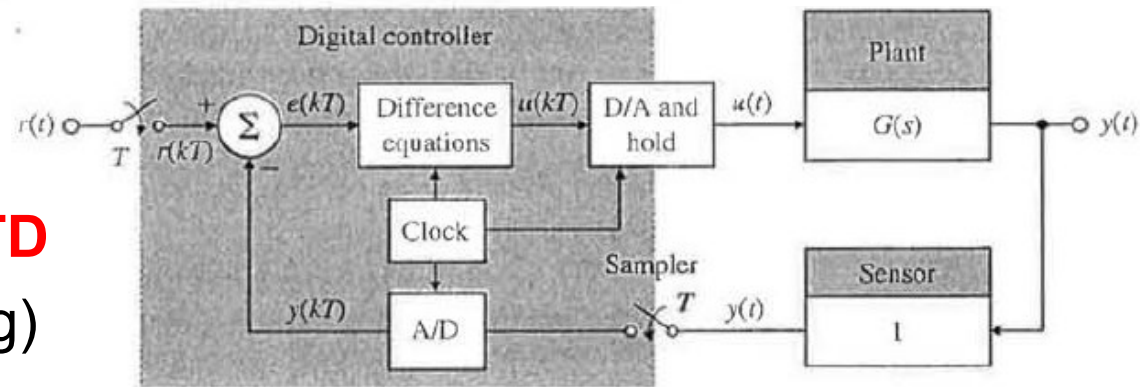 Digital controller
Plant
r(t)
T
r(kT)
+
Σ
−
e(kT)
Difference
equations
u(kT)
D/A and
hold
u(t)
G(s)
y(t)
TD
g)
Clock
Sampler
T
Sensor
y(kT)
A/D
y(t)
1